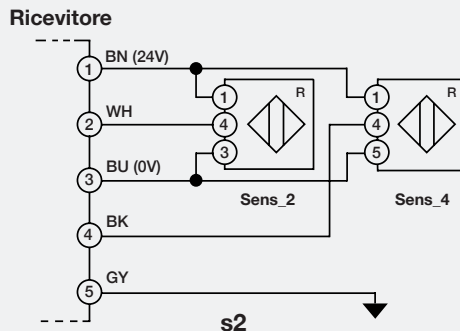 Ricevitore
1 BN (24V)
1 R 1 R
2 WH
4 4
3 BU (0V)
3 5
Sens_2 Sens_4
4 BK
5 GY
s2